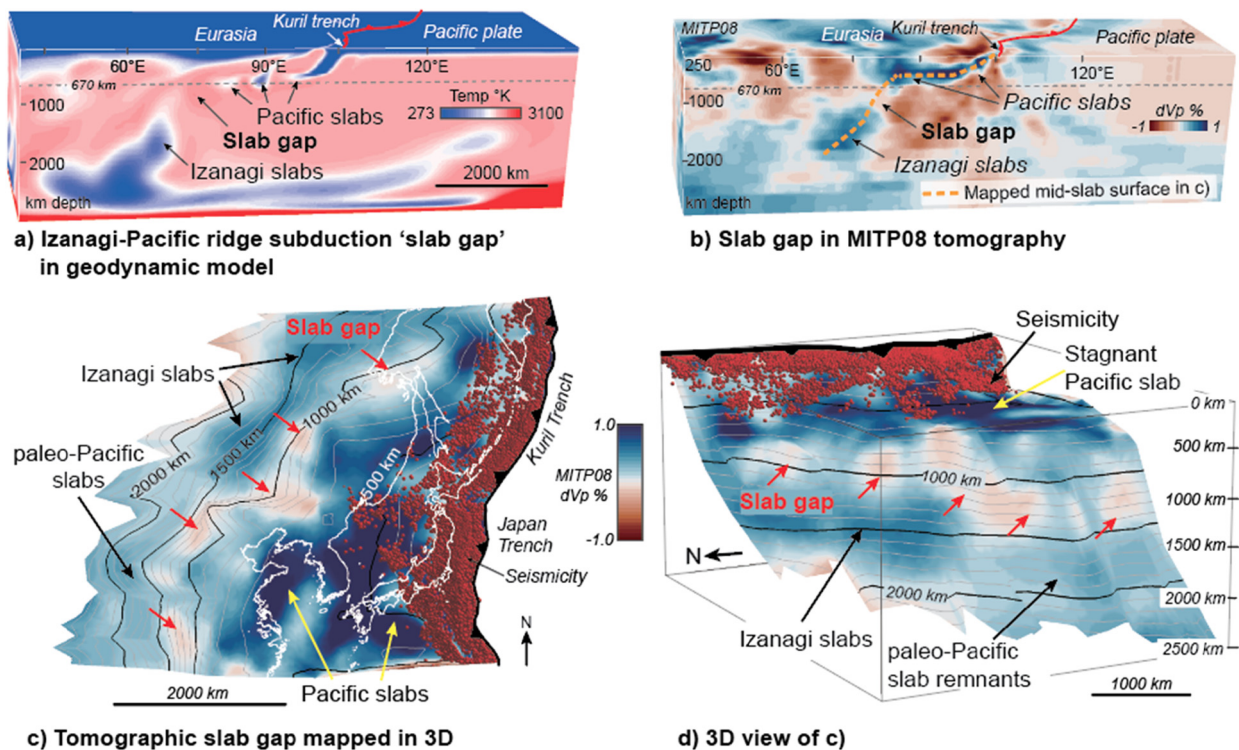 Kuril trench
Eurasia
Pacific plate
60°E
90°E
120°E
670 km
1000
Pacific slabs
Temp °K
273
3100
Slab gap
2000
Izanagi slabs
2000 km
km depth
a) Izanagi-Pacific ridge subduction ‘slab gap’
in geodynamic model
MITP08
Eurasia
Kuril trench
Pacific plate
250
60°E
120°E
670 km
1000
Pacific slabs
dVp %
-1
1
Slab gap
2000
Izanagi slabs
Mapped mid-slab surface in c)
km depth
b) Slab gap in MITP08 tomography
Slab gap
Izanagi slabs
1000 km
paleo-Pacific
slabs
2000 km
1500 km
500 km
Kuril Trench
Japan
Trench
Seismicity
N
Pacific slabs
2000 km
1.0
MITP08
dVp %
-1.0
c) Tomographic slab gap mapped in 3D
Seismicity
Stagnant
Pacific slab
0 km
500 km
1000 km
Slab gap
1000 km
1500 km
N
2000 km
2000 km
Izanagi slabs
paleo-Pacific
slab remnants
2500 km
1000 km
d) 3D view of c)